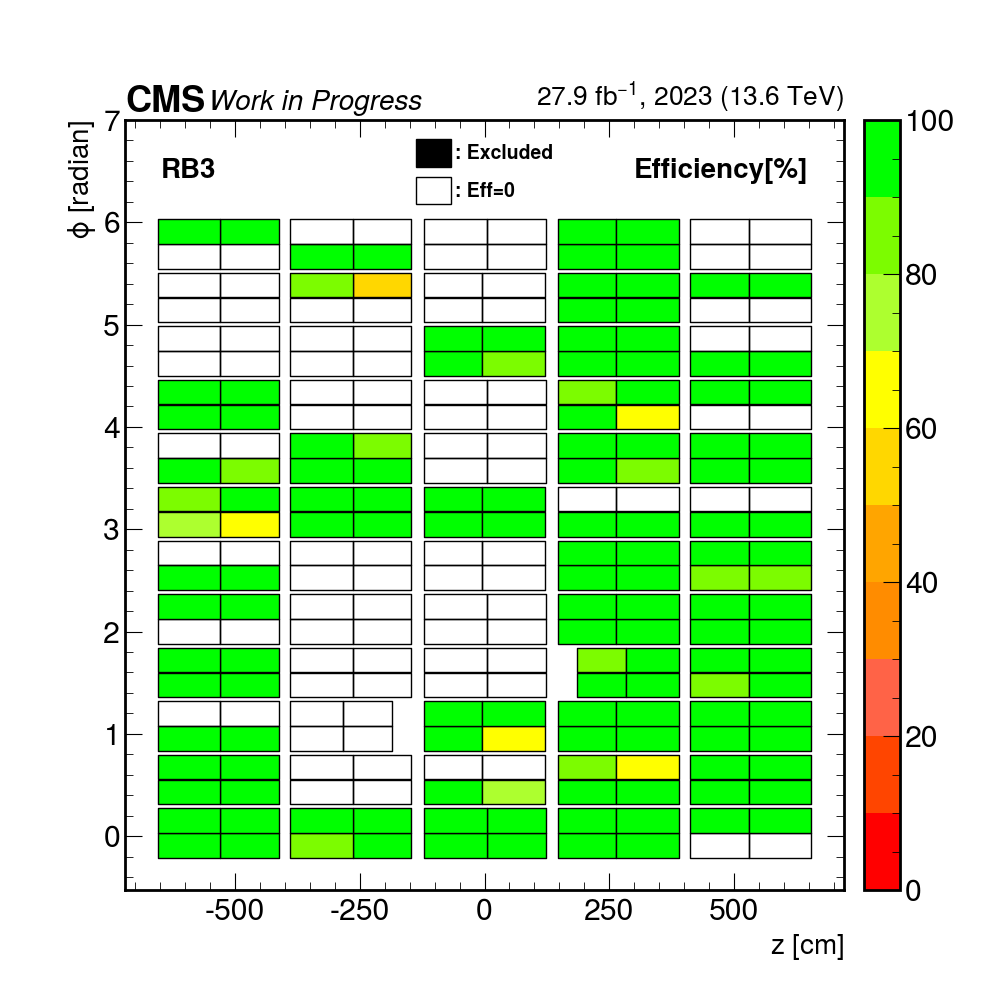 CMS Work in Progress
27.9 fb⁻¹, 2023 (13.6 TeV)
RB3
: Excluded
: Eff=0
Efficiency[%]
ϕ [radian]
7
6
5
4
3
2
1
0
-500
-250
0
250
500
z [cm]
100
80
60
40
20
0